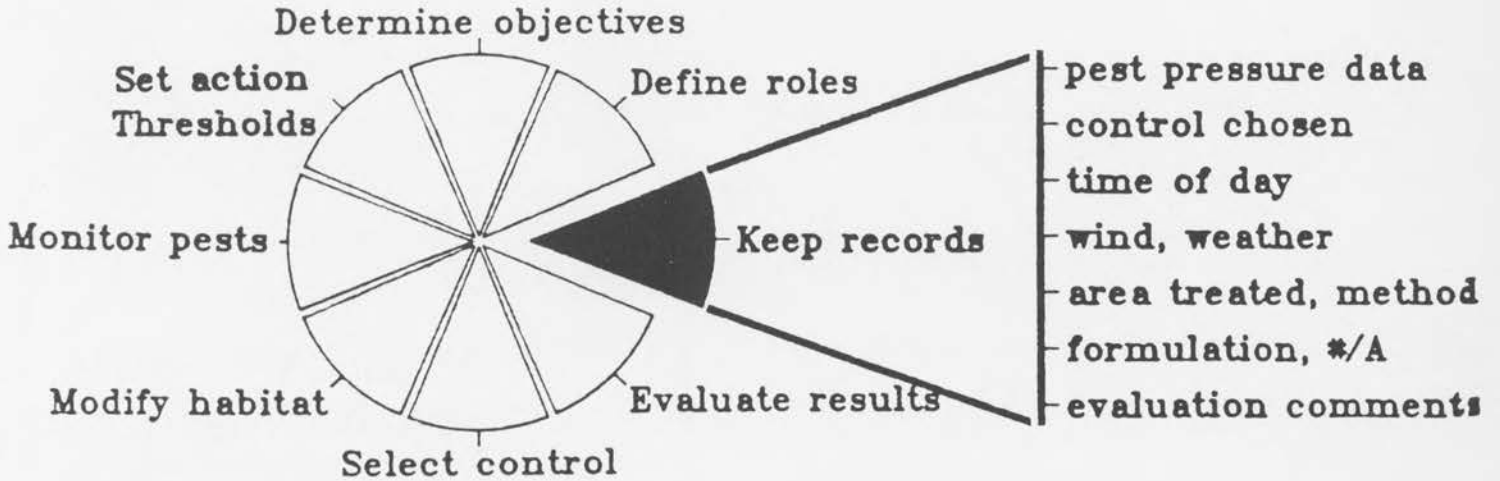 Determine objectives
Set action
Thresholds
Define roles
Monitor pests
Keep records
Modify habitat
Evaluate results
Select control
pest pressure data
control chosen
time of day
wind, weather
area treated, method
formulation, #/A
evaluation comments